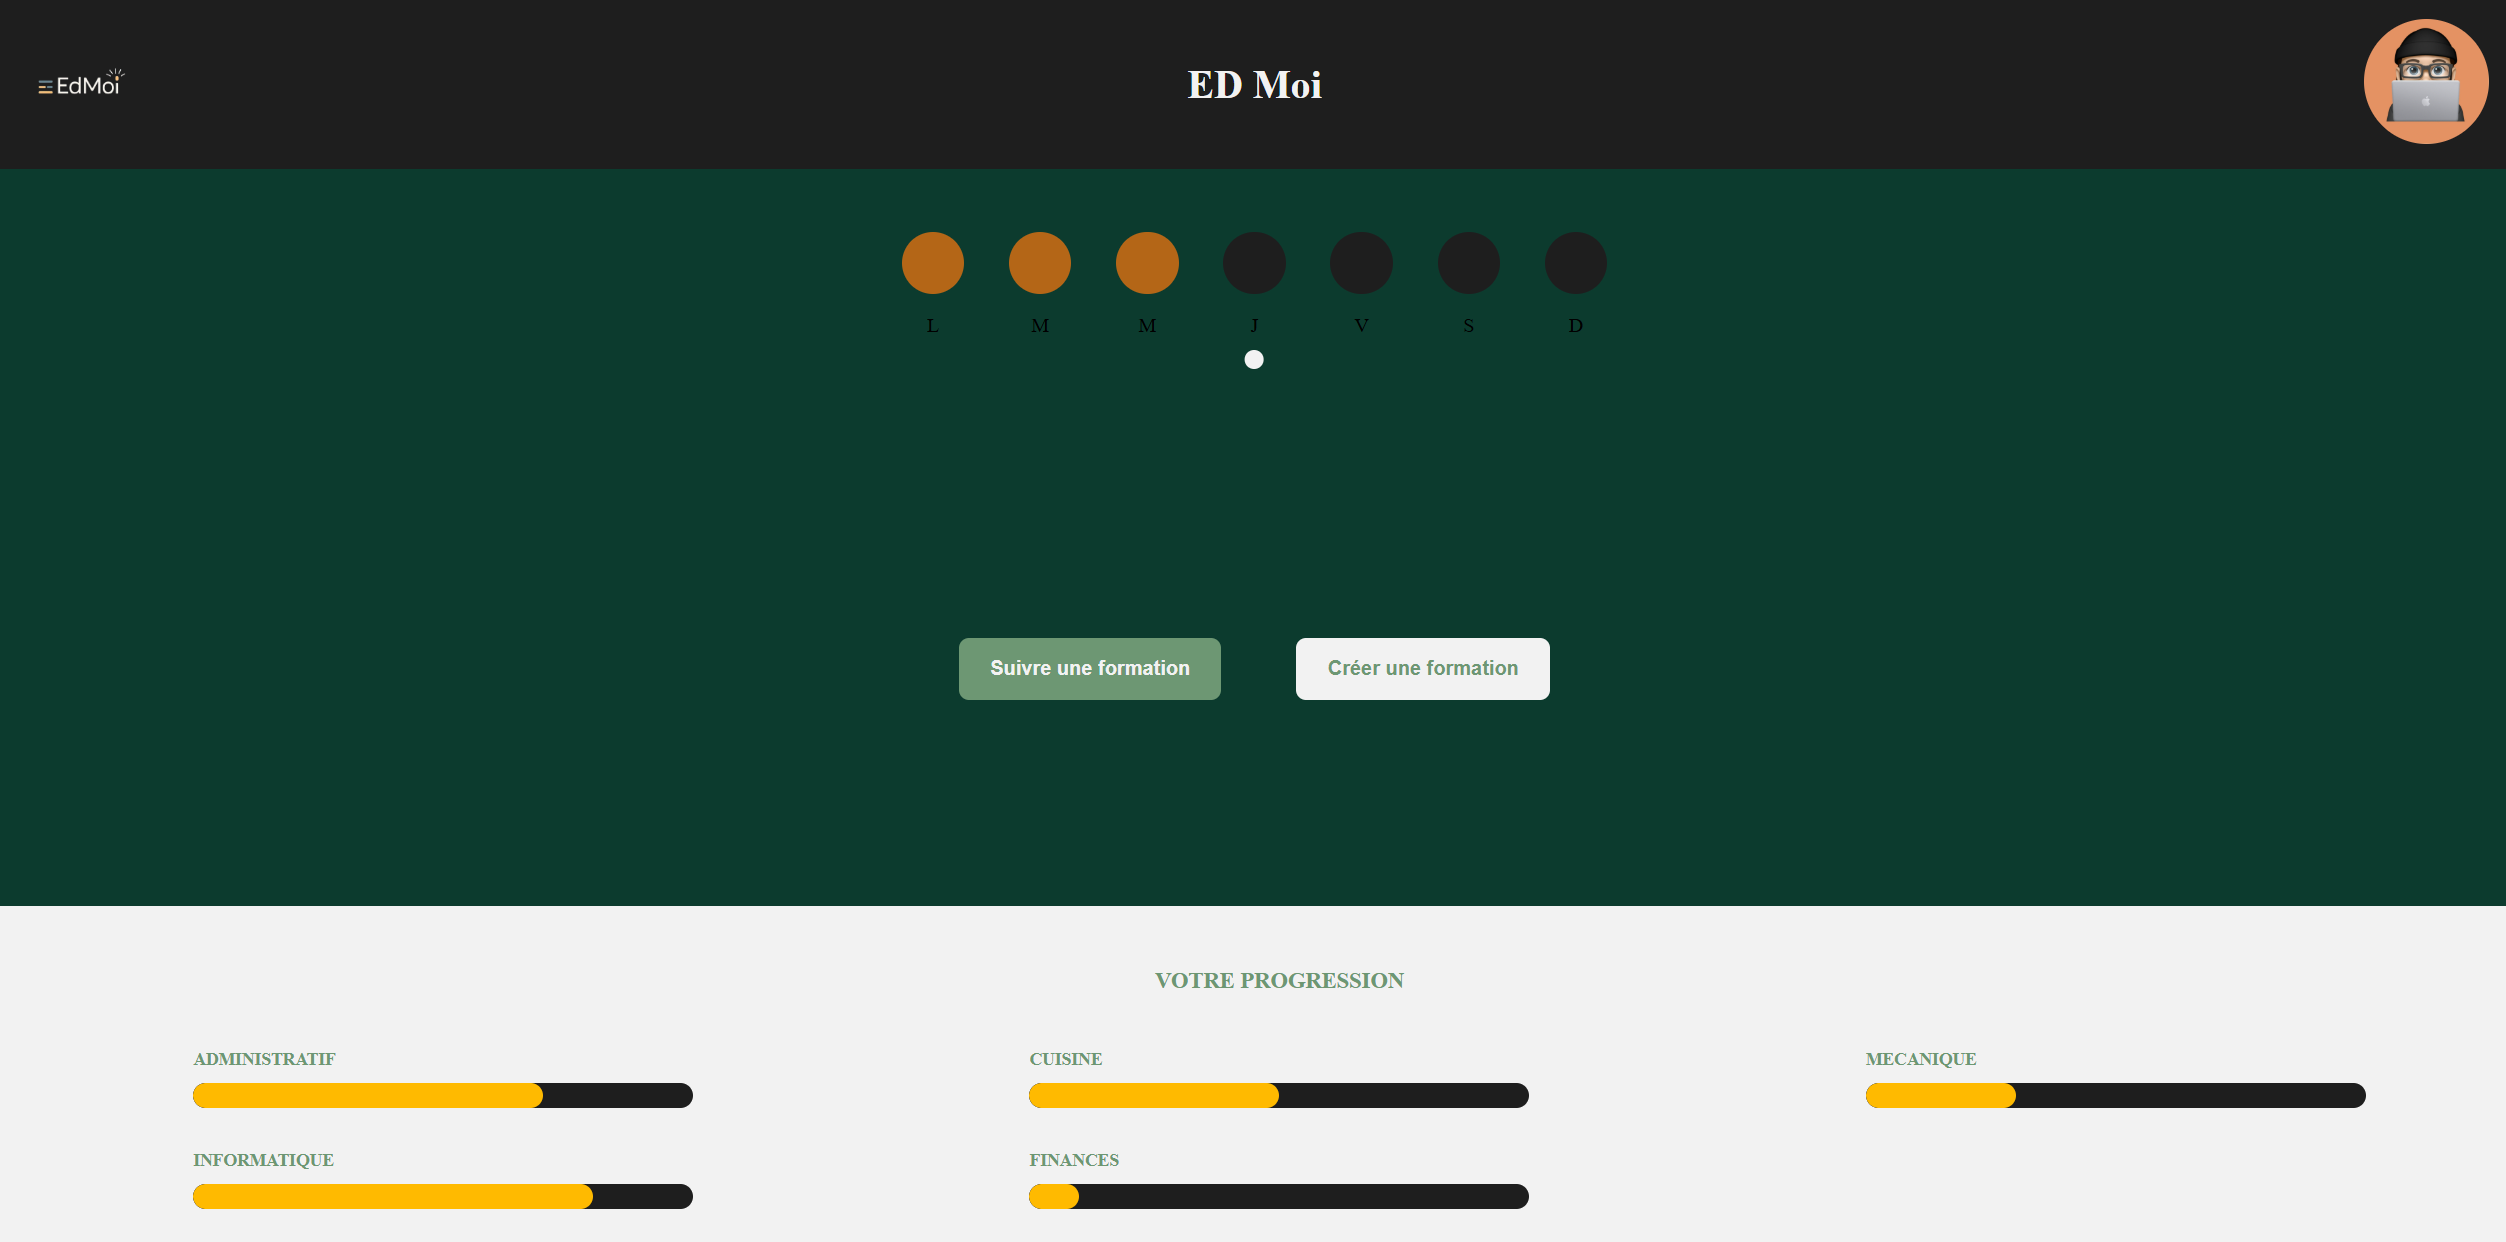 EdMoi
ED Moi
L M M J V S D
Suivre une formation
Créer une formation
VOTRE PROGRESSION
ADMINISTRATIF
CUISINE
MECANIQUE
INFORMATIQUE
FINANCES